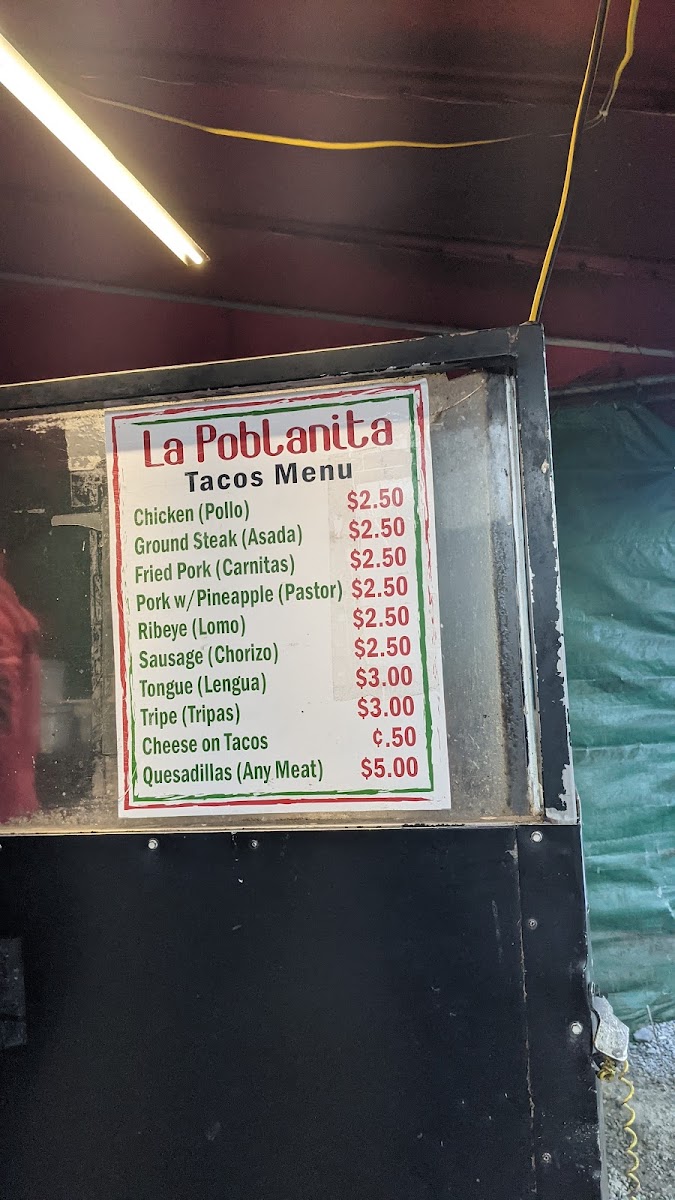 La Poblanita
Tacos Menu
Chicken (Pollo) $2.50
Ground Steak (Asada) $2.50
Fried Pork (Carnitas) $2.50
Pork w/Pineapple (Pastor) $2.50
Ribeye (Lomo) $2.50
Sausage (Chorizo) $2.50
Tongue (Lengua) $3.00
Tripe (Tripas) $3.00
Cheese on Tacos ¢.50
Quesadillas (Any Meat) $5.00